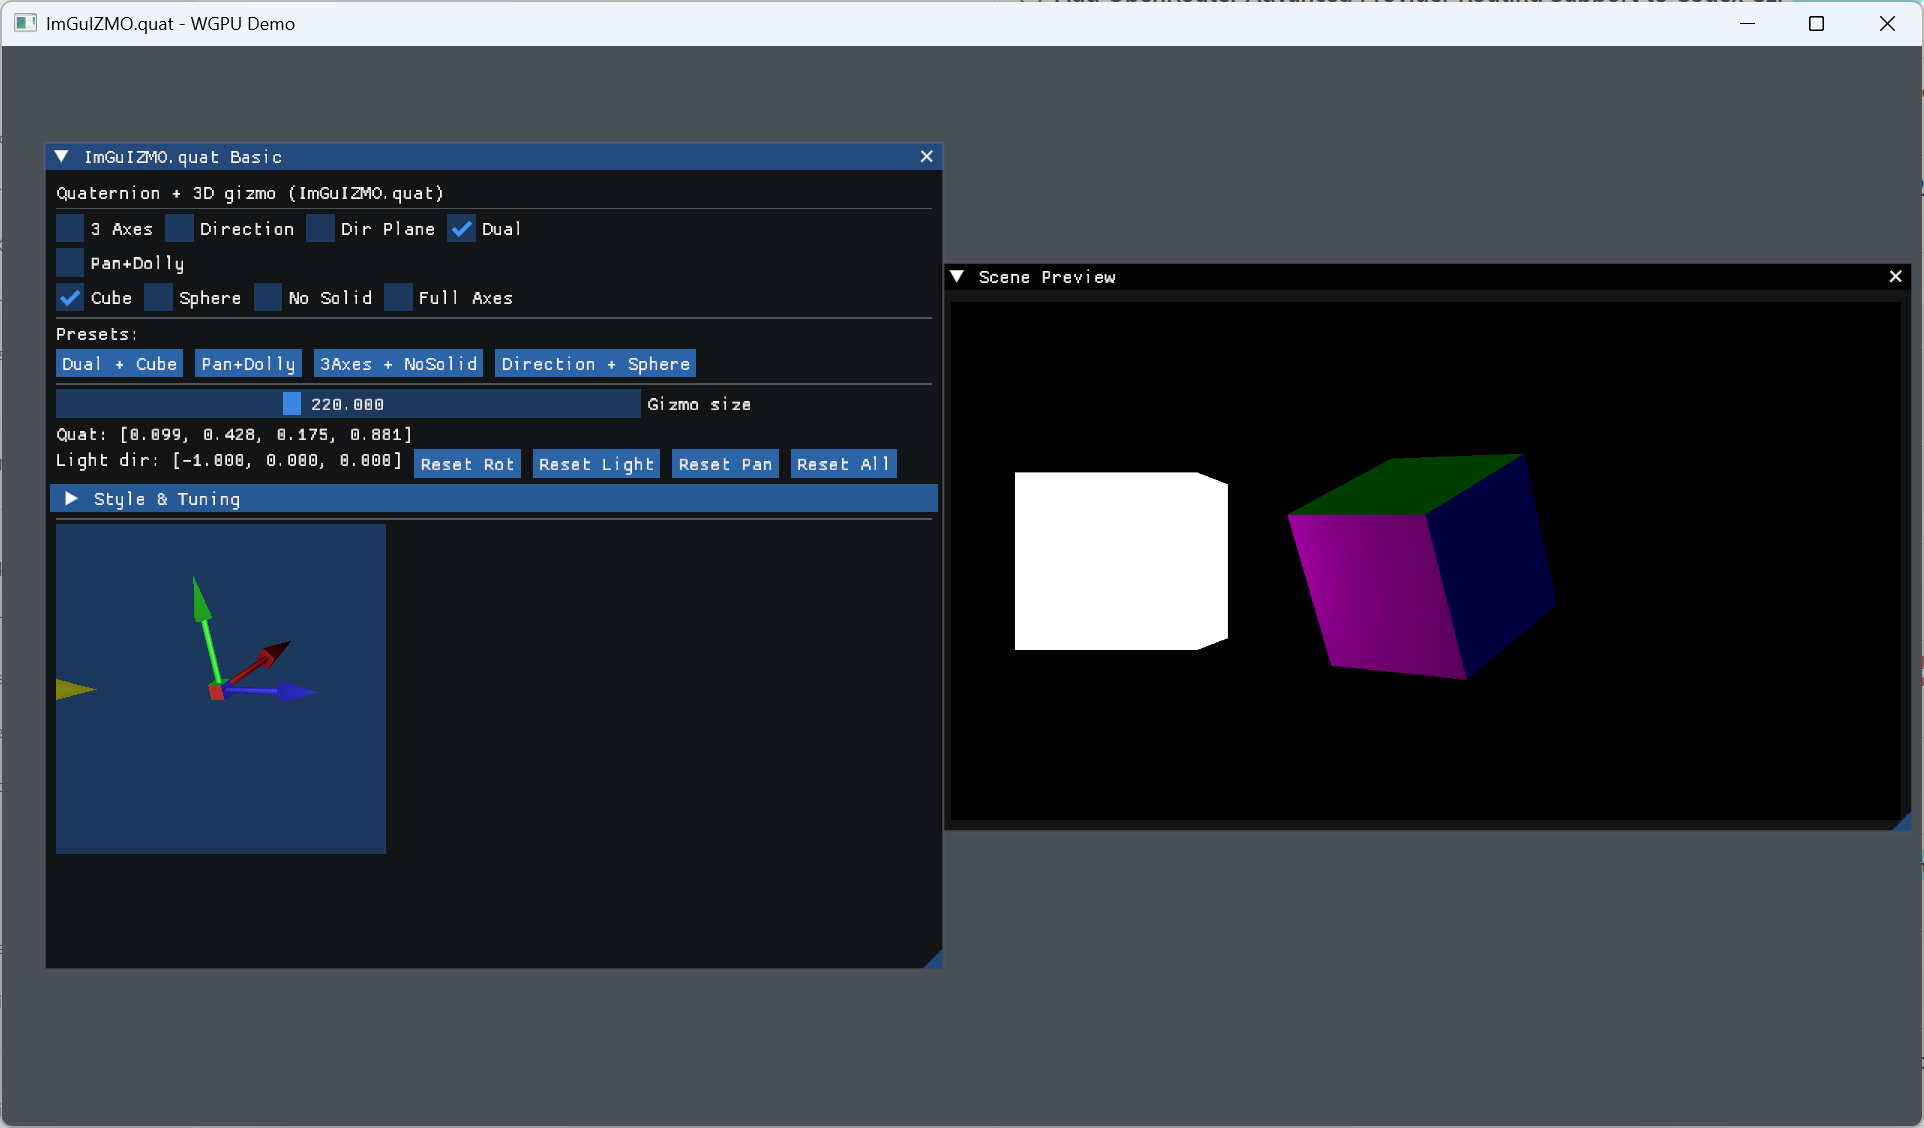 ImGuIZMO.quat - WGPU Demo
ImGuIZMO.quat Basic
Quaternion + 3D gizmo (ImGuIZMO.quat)
3 Axes Direction Dir Plane Dual
Pan+Dolly
Cube Sphere No Solid Full Axes
Presets:
Dual + Cube Pan+Dolly 3Axes + NoSolid Direction + Sphere
220.000 Gizmo size
Quat: [0.099, 0.428, 0.175, 0.881]
Light dir: [-1.000, 0.000, 0.000] Reset Rot Reset Light Reset Pan Reset All
Style & Tuning
Scene Preview